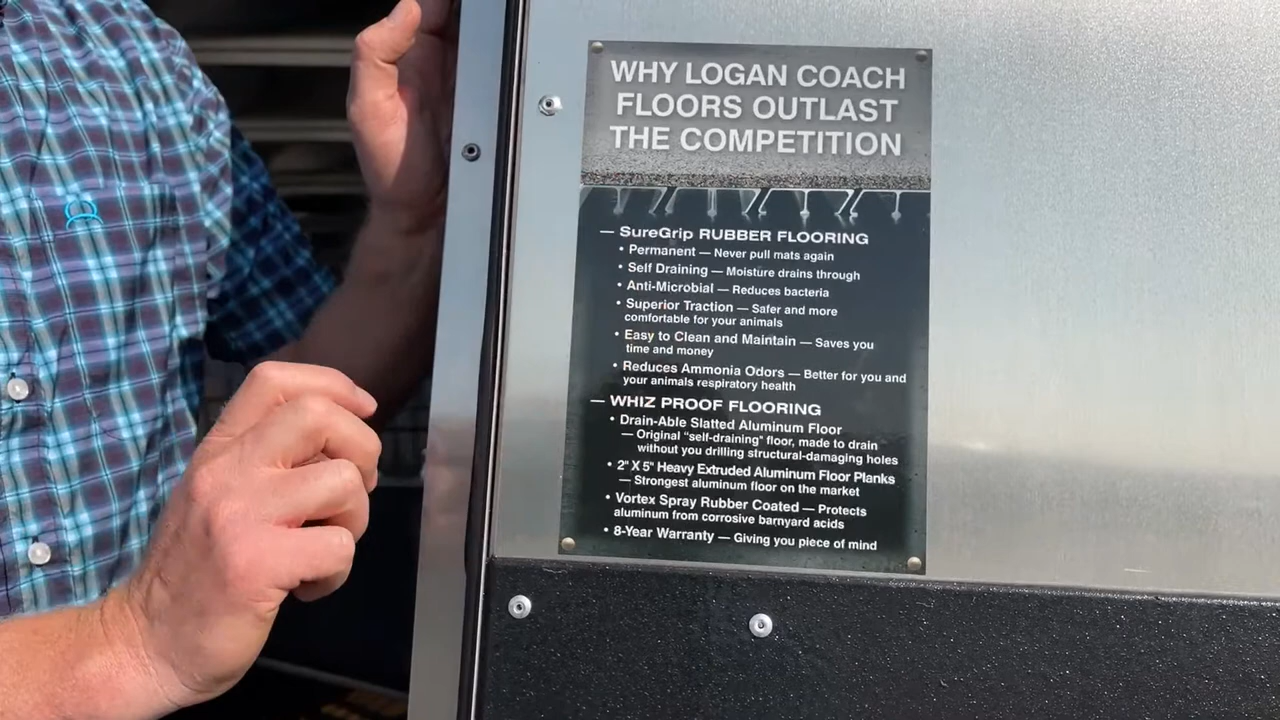 WHY LOGAN COACH
FLOORS OUTLAST
THE COMPETITION
— SureGrip RUBBER FLOORING
• Permanent — Never pull mats again
• Self Draining — Moisture drains through
• Anti-Microbial — Reduces bacteria
• Superior Traction — Safer and more
comfortable for your animals
• Easy to Clean and Maintain — Saves you
time and money
• Reduces Ammonia Odors — Better for you and
your animals respiratory health
— WHIZ PROOF FLOORING
• Drain-Able Slatted Aluminum Floor
— Original "self-draining" floor, made to drain
without you drilling structural-damaging holes
• 2" X 5" Heavy Extruded Aluminum Floor Planks
— Strongest aluminum floor on the market
• Vortex Spray Rubber Coated — Protects
aluminum from corrosive barnyard acids
• 8-Year Warranty — Giving you piece of mind